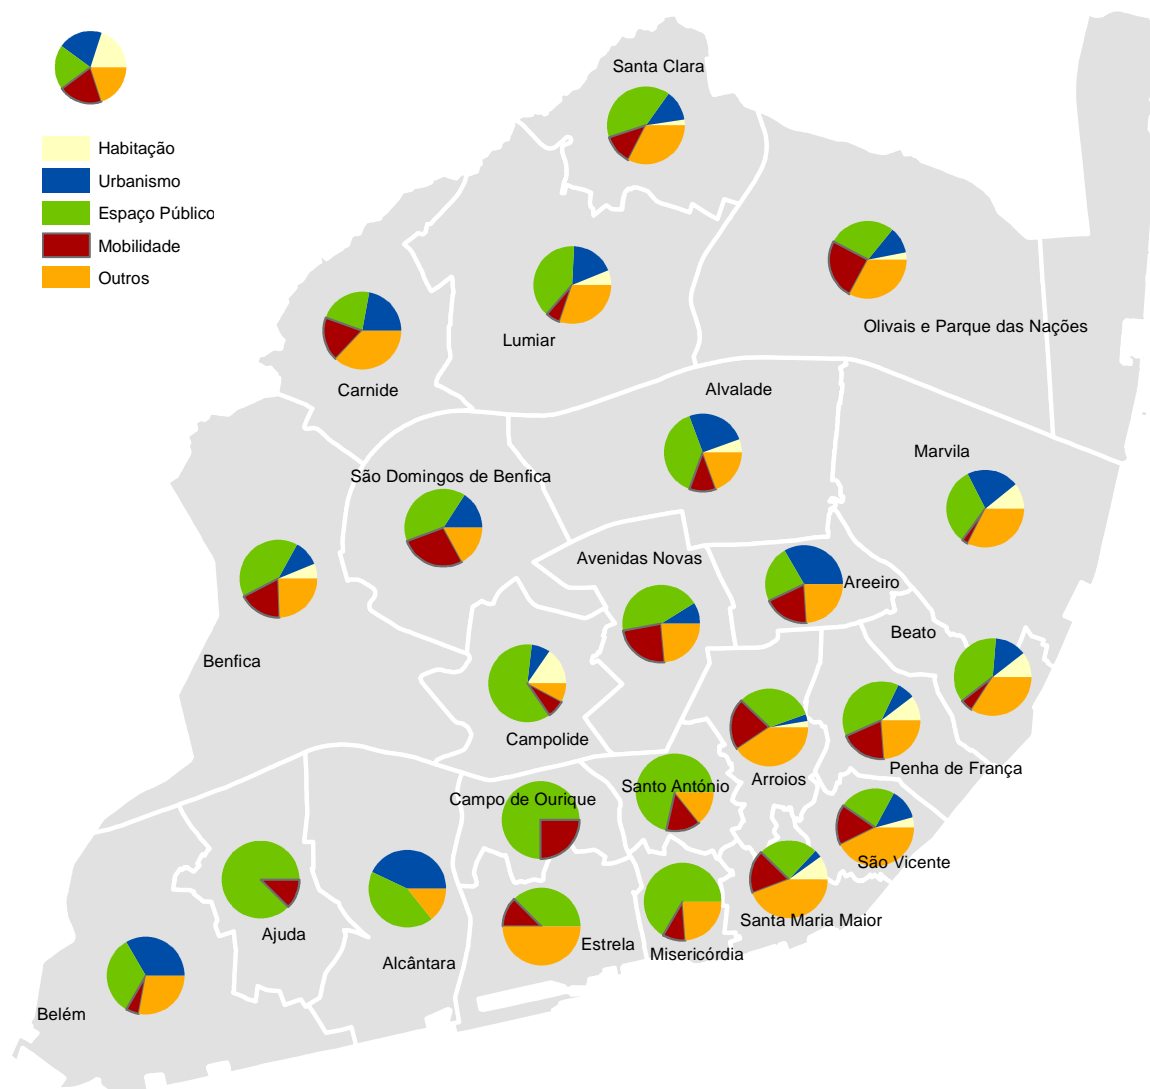 Santa Clara
Habitação
Urbanismo
Espaço Público
Mobilidade
Outros
Olivais e Parque das Nações
Lumiar
Carnide
Alvalade
Marvila
São Domingos de Benfica
Avenidas Novas
Areeiro
Beato
Benfica
Campolide
Penha de França
Arroios
Santo António
Campo de Ourique
São Vicente
Santa Maria Maior
Ajuda
Estrela
Misericórdia
Alcântara
Belém